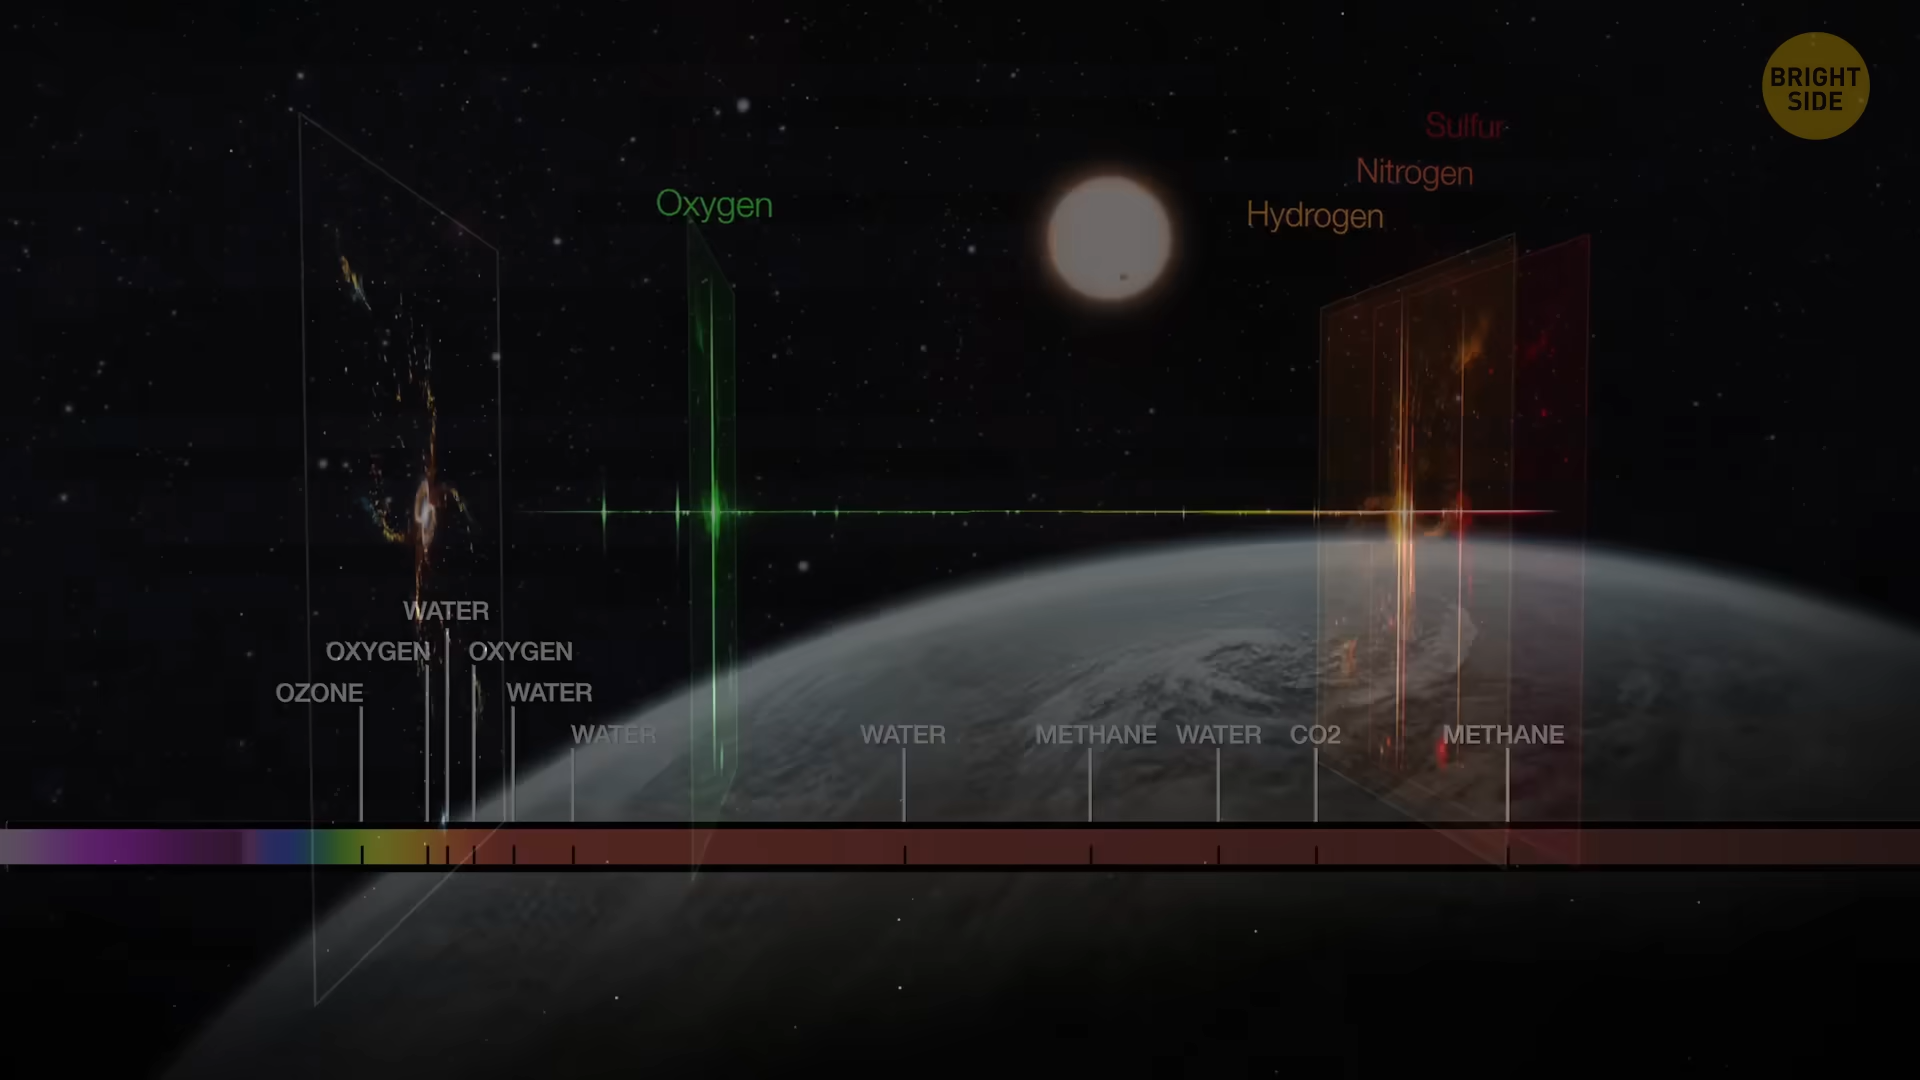 BRIGHT
SIDE
Sulfur
Nitrogen
Oxygen
Hydrogen
WATER
OXYGEN OXYGEN
OZONE WATER
WATER WATER METHANE WATER CO2 METHANE